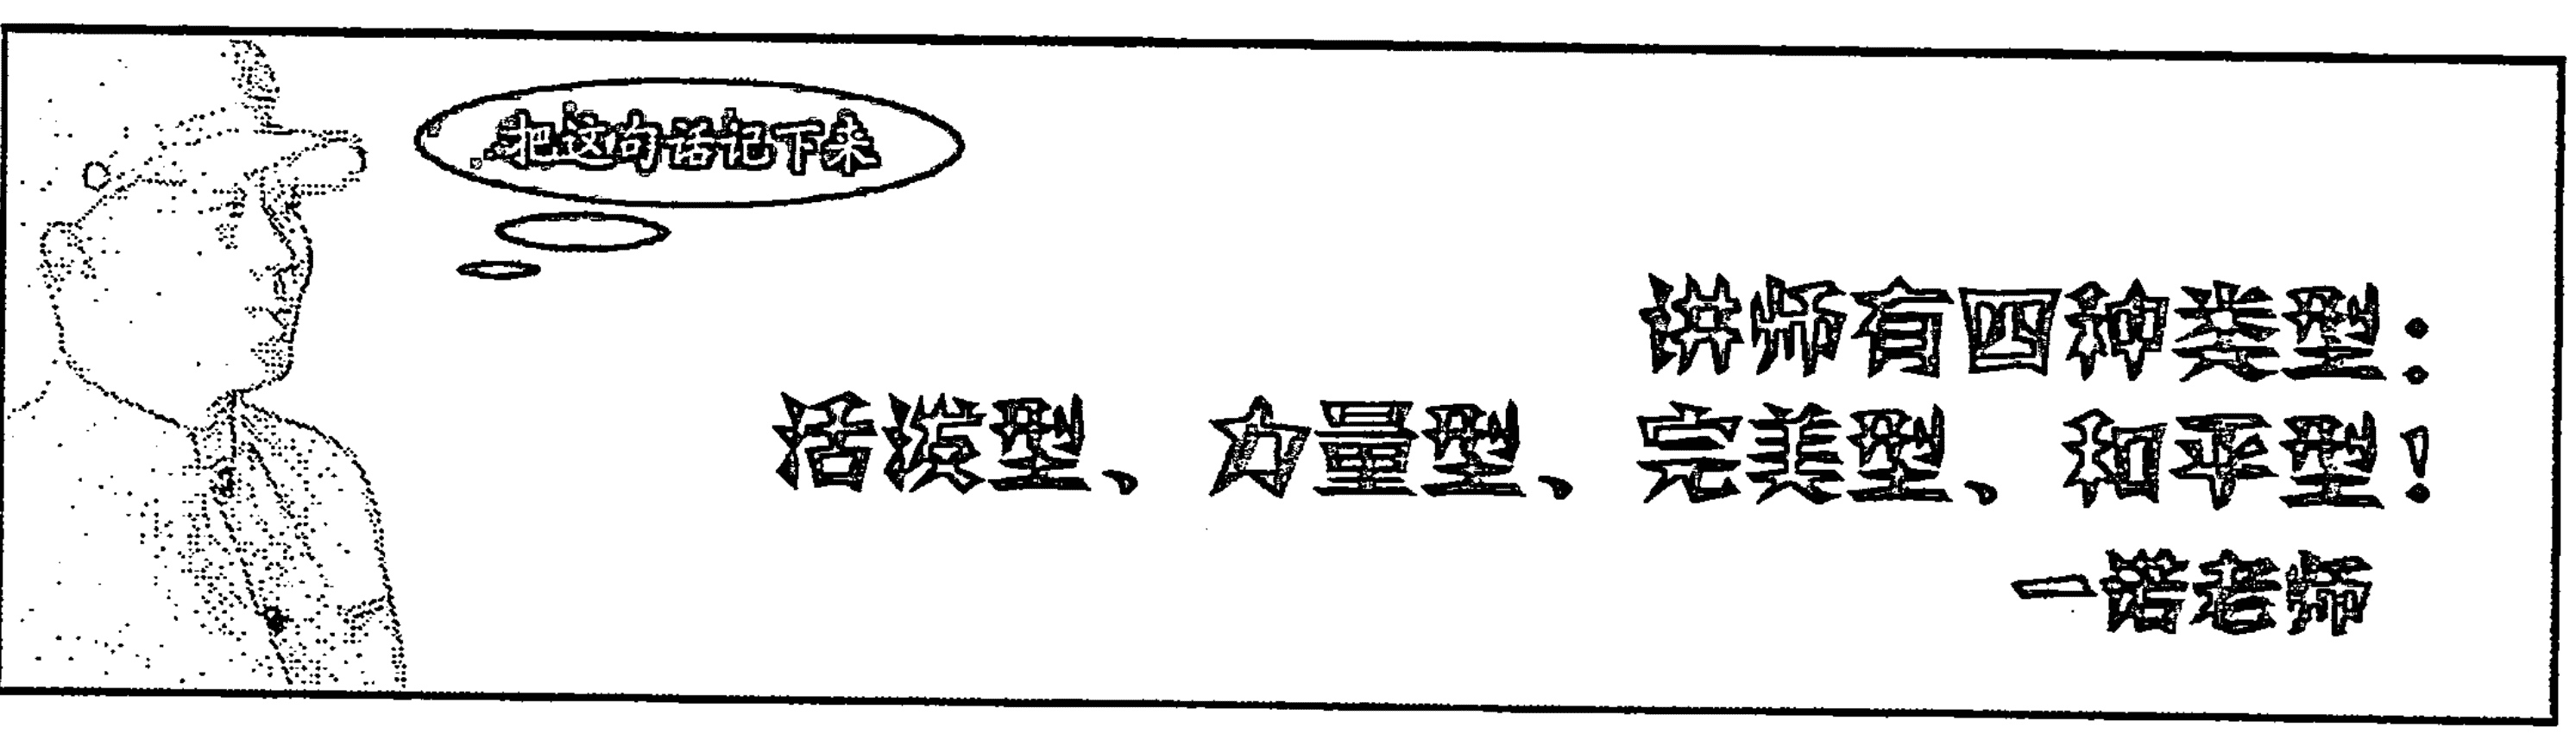 把这句话记下来
讲师有四种类型：
活泼型、力量型、完美型、和平型！
一诺老师